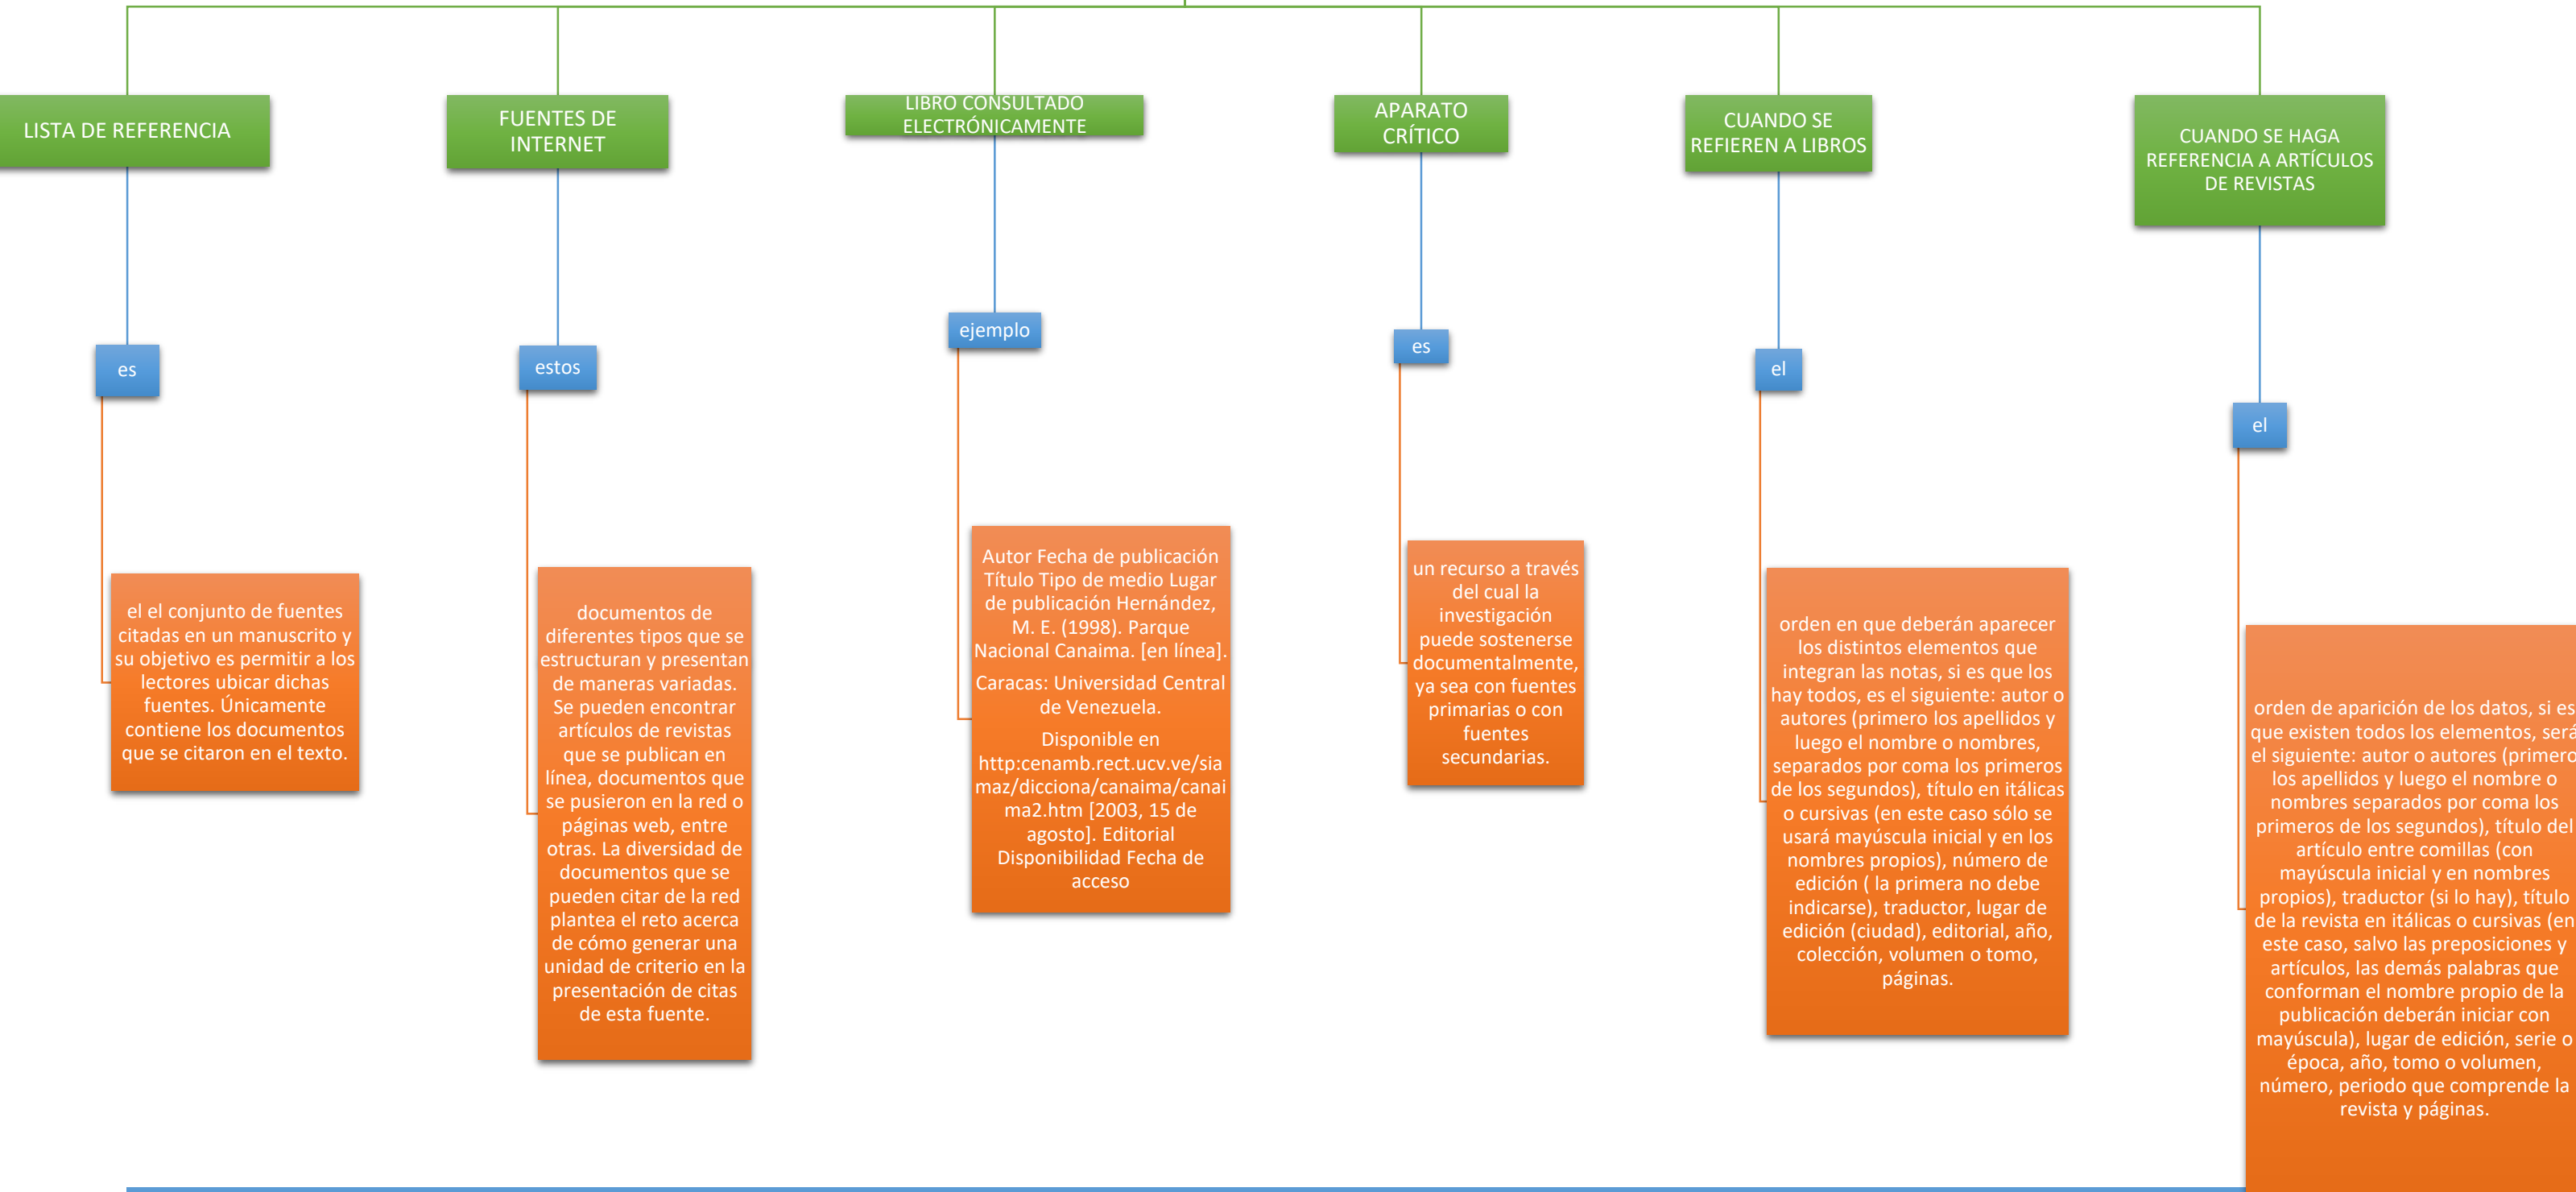 LISTA DE REFERENCIA
es
el el conjunto de fuentes
citadas en un manuscrito y
su objetivo es permitir a los
lectores ubicar dichas
fuentes. Únicamente
contiene los documentos
que se citaron en el texto.
FUENTES DE
INTERNET
estos
documentos de
diferentes tipos que se
estructuran y presentan
de maneras variadas.
Se pueden encontrar
artículos de revistas
que se publican en
línea, documentos que
se pusieron en la red o
páginas web, entre
otras. La diversidad de
documentos que se
pueden citar de la red
plantea el reto acerca
de cómo generar una
unidad de criterio en la
presentación de citas
de esta fuente.
LIBRO CONSULTADO
ELECTRÓNICAMENTE
ejemplo
Autor Fecha de publicación
Título Tipo de medio Lugar
de publicación Hernández,
M. E. (1998). Parque
Nacional Canaima. [en línea].
Caracas: Universidad Central
de Venezuela.
Disponible en
http:cenamb.rect.ucv.ve/sia
maz/dicciona/canaima/canai
ma2.htm [2003, 15 de
agosto]. Editorial
Disponibilidad Fecha de
acceso
APARATO
CRÍTICO
es
un recurso a través
del cual la
investigación
puede sostenerse
documentalmente,
ya sea con fuentes
primarias o con
fuentes
secundarias.
CUANDO SE
REFIEREN A LIBROS
el
orden en que deberán aparecer
los distintos elementos que
integran las notas, si es que los
hay todos, es el siguiente: autor o
autores (primero los apellidos y
luego el nombre o nombres,
separados por coma los primeros
de los segundos), título en itálicas
o cursivas (en este caso sólo se
usará mayúscula inicial y en los
nombres propios), número de
edición ( la primera no debe
indicarse), traductor, lugar de
edición (ciudad), editorial, año,
colección, volumen o tomo,
páginas.
CUANDO SE HAGA
REFERENCIA A ARTÍCULOS
DE REVISTAS
el
orden de aparición de los datos, si es
que existen todos los elementos, será
el siguiente: autor o autores (primero
los apellidos y luego el nombre o
nombres separados por coma los
primeros de los segundos), título del
artículo entre comillas (con
mayúscula inicial y en nombres
propios), traductor (si lo hay), título
de la revista en itálicas o cursivas (en
este caso, salvo las preposiciones y
artículos, las demás palabras que
conforman el nombre propio de la
publicación deberán iniciar con
mayúscula), lugar de edición, serie o
época, año, tomo o volumen,
número, periodo que comprende la
revista y páginas.